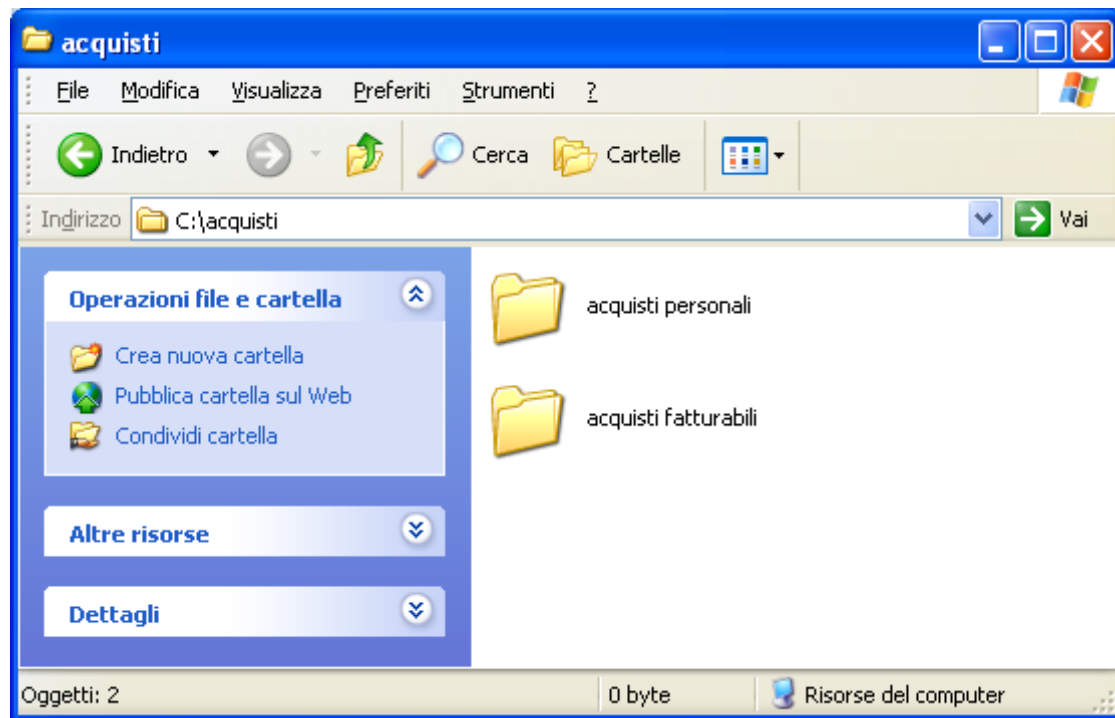 acquisti
File Modifica Visualizza Preferiti Strumenti ?
Indietro Cerca Cartelle
Indirizzo C:\acquisti Vai
Operazioni file e cartella
Crea nuova cartella
Pubblica cartella sul Web
Condividi cartella
Altre risorse
Dettagli
acquisti personali
acquisti fatturabili
Oggetti: 2 0 byte Risorse del computer